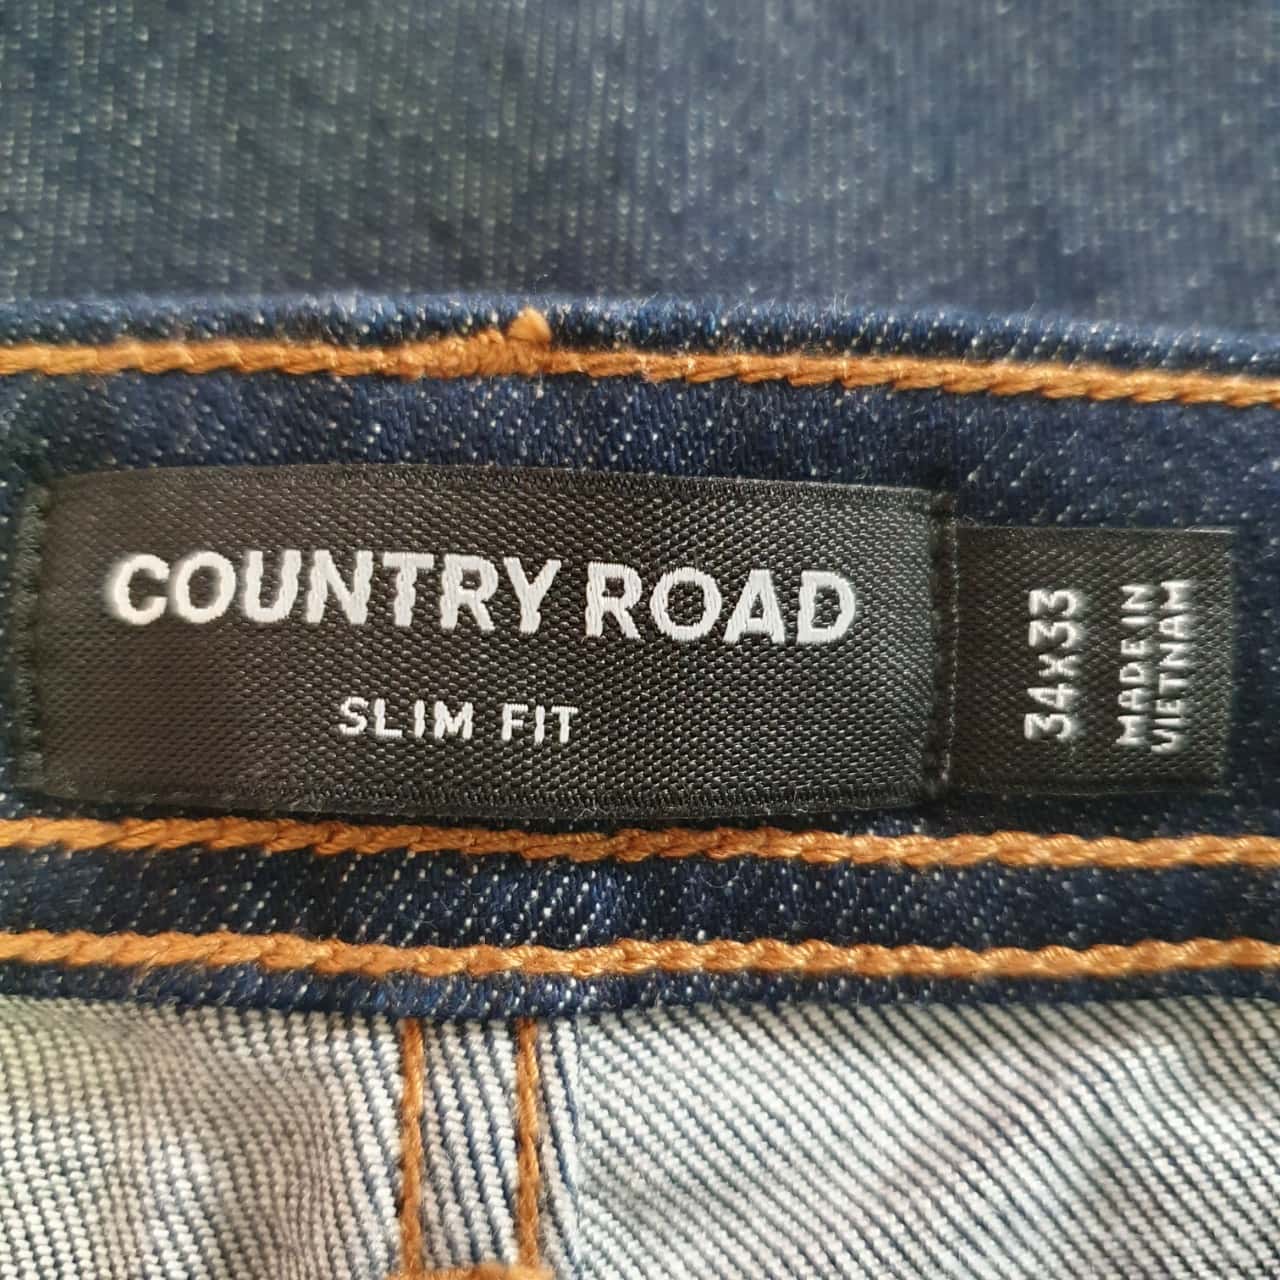 COUNTRY ROAD
SLIM FIT
34X33
MADE IN
VIETNAM